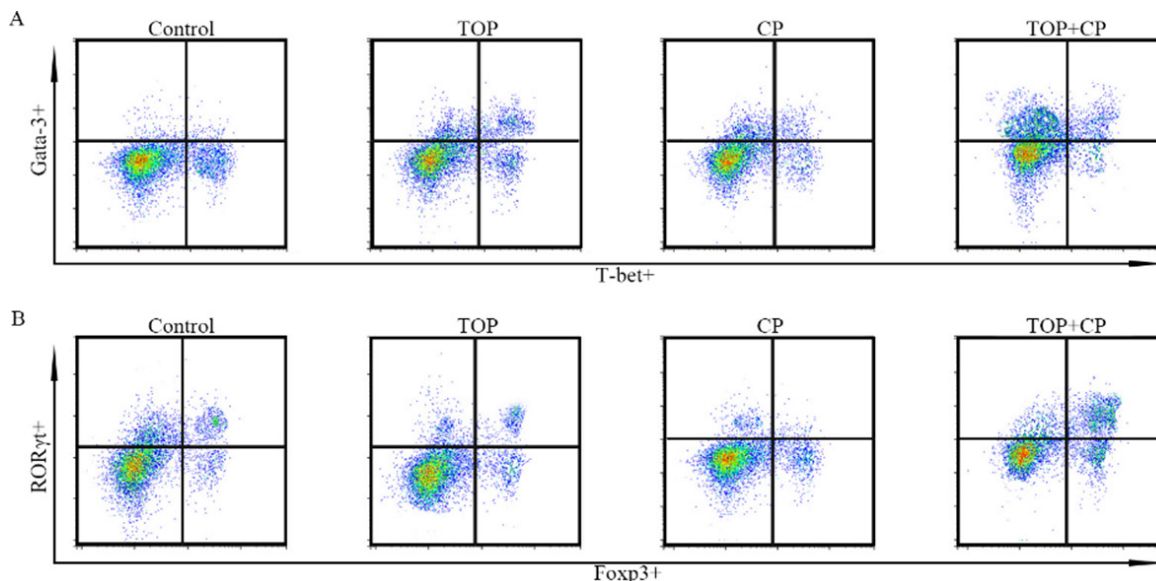 A
Control TOP CP TOP+CP
Gata-3+
T-bet+
B
Control TOP CP TOP+CP
RORγt+
Foxp3+